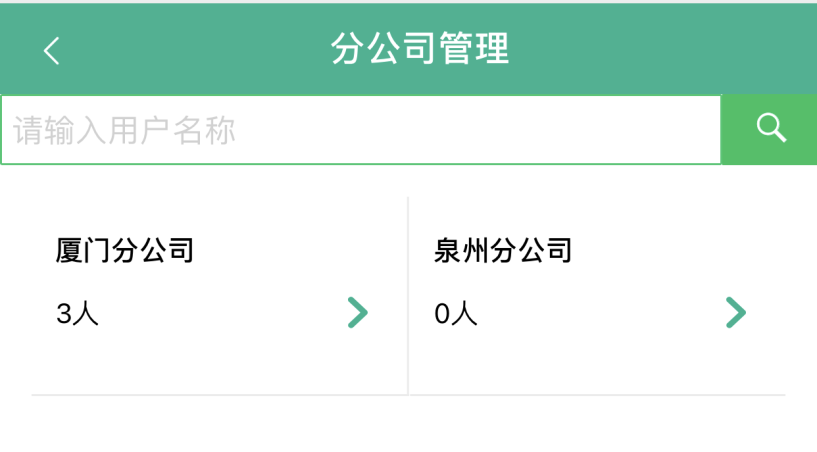 分公司管理
请输入用户名称
厦门分公司
3人
泉州分公司
0人